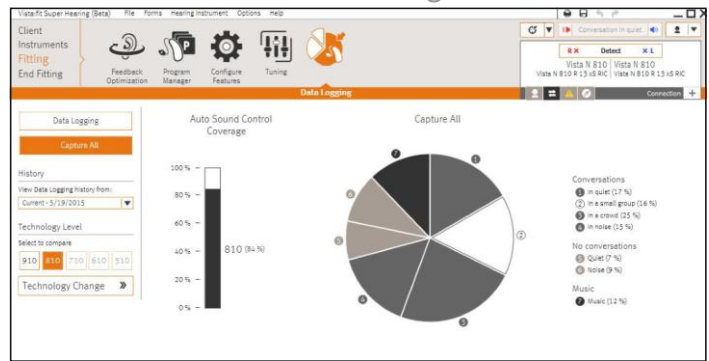 Vistafit Super Hearing (Beta) File Forms Hearing Instrument Options Help
Client
Instruments
Fitting
End Fitting
Feedback Optimization
Program Manager
Configure Features
Tuning
Data Logging
Conversation in quiet
R X Detect X L
Vista N 810 Vista N 810
Vista N 810 R 13 xS RIC Vista N 810 R 13 xS RIC
Connection +
Data Logging
Capture All
History
View Data Logging history from:
Current - 5/19/2015
Technology Level
Select to compare
910 810 710 610 510
Technology Change »
Auto Sound Control
Coverage
100% –
80% –
60% –
40% –
20% –
0% –
810 (84 %)
Capture All
1
2
3
4
5
6
7
Conversations
1 In quiet (17 %)
2 In a small group (16 %)
3 In a crowd (25 %)
4 In noise (15 %)
No conversations
5 Quiet (7 %)
6 Noise (9 %)
Music
7 Music (12 %)